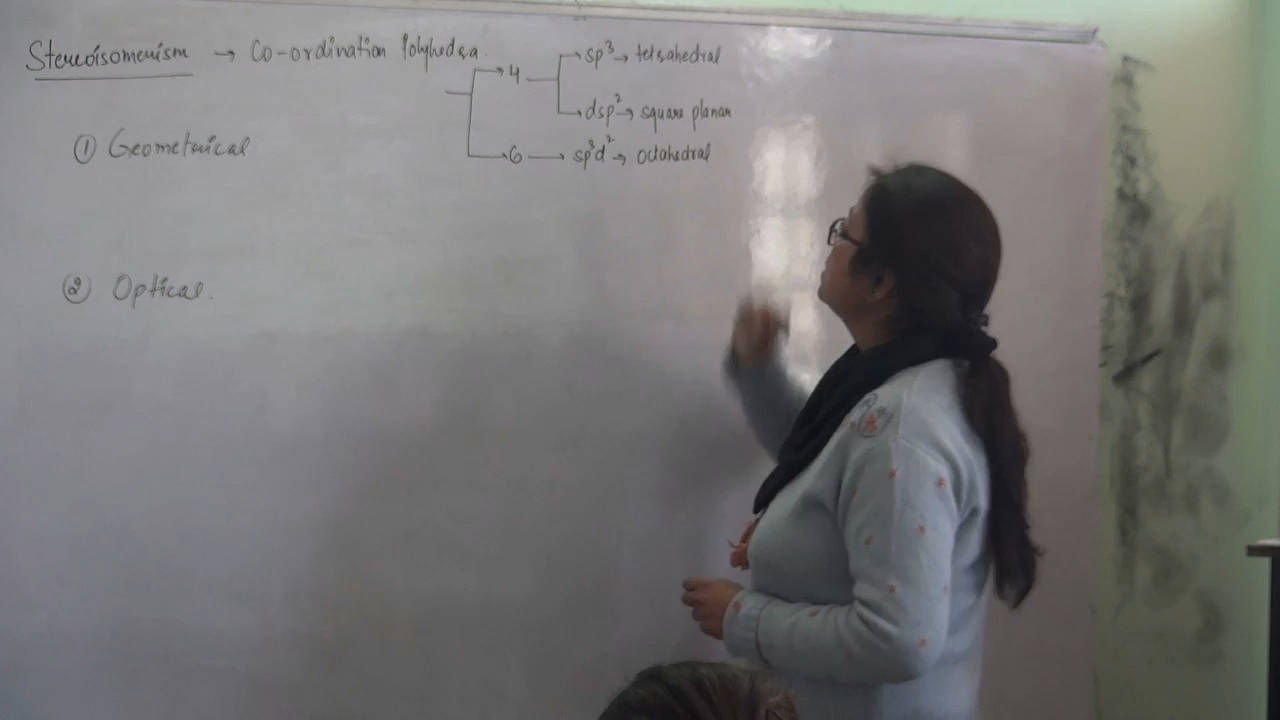 Stereoisomerism → Co-ordination Polyhedra.
→ 4 → sp³ → tetrahedral
→ dsp² → square planar
① Geometrical
→ 6 → sp³d² → octahedral
② Optical.